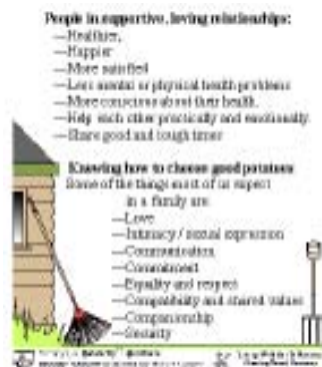 People in supportive, loving relationships:
—Healthier,
—Happier
—More satisfied
—Less mental or physical health problems
—More conscious about their health.
—Help each other practically and emotionally
—Share good and tough times
Knowing how to choose good potatoes
Some of the things most of us expect
in a family are
—Love
—Intimacy / sexual expression
—Communication
—Commitment
—Equality and respect
—Compatibility and shared values
—Companionship
—Security